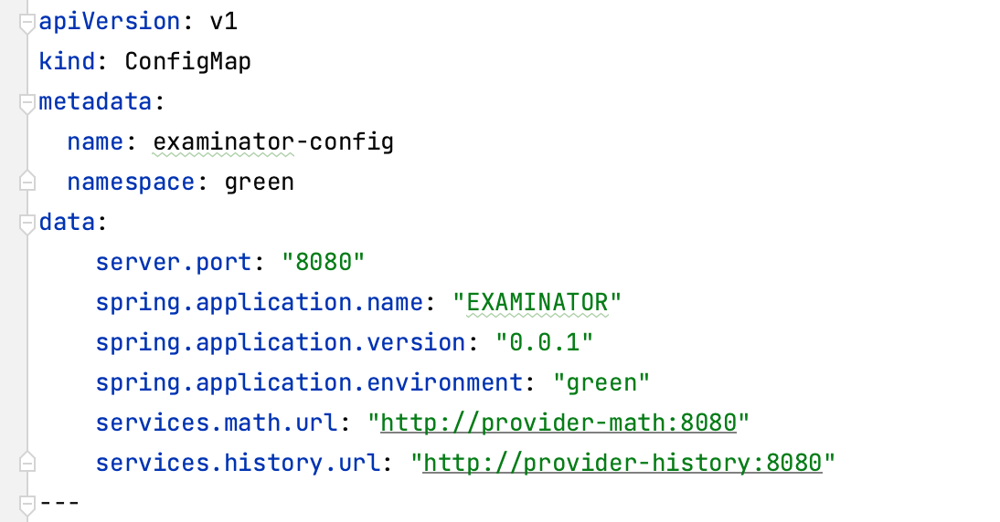 apiVersion: v1
kind: ConfigMap
metadata:
  name: examinator-config
  namespace: green
data:
    server.port: "8080"
    spring.application.name: "EXAMINATOR"
    spring.application.version: "0.0.1"
    spring.application.environment: "green"
    services.math.url: "http://provider-math:8080"
    services.history.url: "http://provider-history:8080"
---